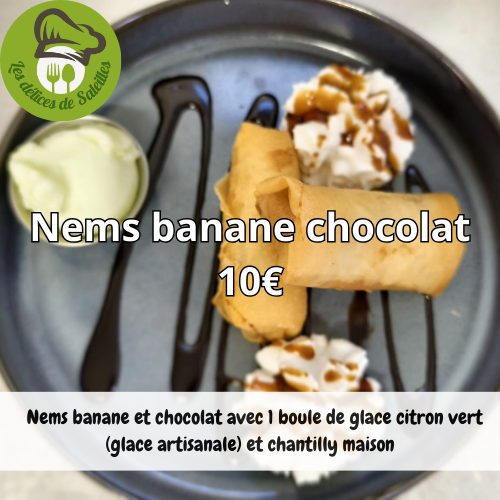 Les délices de Saleilles
Nems banane chocolat
10€
Nems banane et chocolat avec 1 boule de glace citron vert
(glace artisanale) et chantilly maison